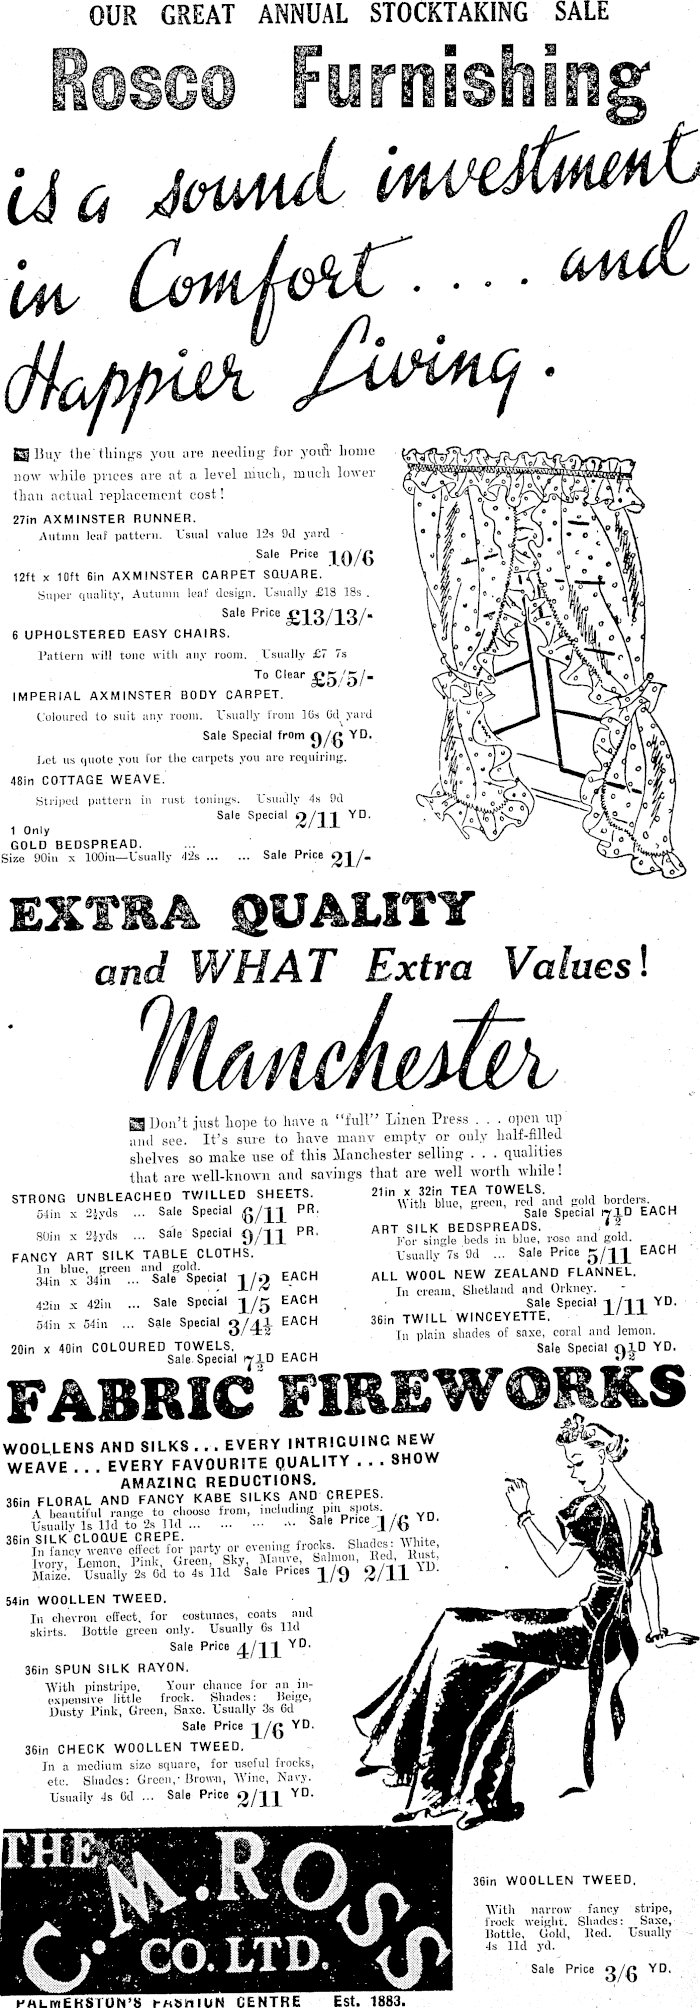 OUR GREAT ANNUAL STOCKTAKING SALE
Rosco Furnishing
is a sound investment
in Comfort .... and
Happier Living.
Buy the things you are needing for your home
now while prices are at a level much, much lower
than actual replacement cost!
27in AXMINSTER RUNNER.
Autmn leaf pattern. Usual value 12s 9d yard
Sale Price 10/6
12ft x 10ft 6in AXMINSTER CARPET SQUARE.
Super quality, Autumn leaf design. Usually £18 18s.
Sale Price £13/13/-
6 UPHOLSTERED EASY CHAIRS.
Pattern will tone with any room. Usually £7 7s
To Clear £5/5/-
IMPERIAL AXMINSTER BODY CARPET.
Coloured to suit any room. Usually from 16s 6d yard
Sale Special from 9/6 YD.
Let us quote you for the carpets you are requiring.
48in COTTAGE WEAVE.
Striped pattern in rust tonings. Usually 4s 9d
Sale Special 2/11 YD.
1 Only
GOLD BEDSPREAD. ...
Size 90in x 100in—Usually 42s ... ... Sale Price 21/-
EXTRA QUALITY
and WHAT Extra Values!
Manchester
Don't just hope to have a "full" Linen Press . . . open up
and see. It's sure to have many empty or only half-filled
shelves so make use of this Manchester selling . . . qualities
that are well-known and savings that are well worth while!
STRONG UNBLEACHED TWILLED SHEETS.
54in x 2½yds ... Sale Special 6/11 PR.
80in x 2½yds ... Sale Special 9/11 PR.
FANCY ART SILK TABLE CLOTHS.
In blue, green and gold.
34in x 34in ... Sale Special 1/2 EACH
42in x 42in ... Sale Special 1/5 EACH
54in x 54in ... Sale Special 3/4½ EACH
20in x 40in COLOURED TOWELS.
Sale Special 7½D EACH
21in x 32in TEA TOWELS.
With blue, green, red and gold borders.
Sale Special 7½D EACH
ART SILK BEDSPREADS.
For single beds in blue, rose and gold.
Usually 7s 9d ... Sale Price 5/11 EACH
ALL WOOL NEW ZEALAND FLANNEL.
In cream, Shetland and Orkney.
Sale Special 1/11 YD.
36in TWILL WINCEYETTE.
In plain shades of saxe, coral and lemon.
Sale Special 9½D YD.
FABRIC FIREWORKS
WOOLLENS AND SILKS ... EVERY INTRIGUING NEW
WEAVE ... EVERY FAVOURITE QUALITY ... SHOW
AMAZING REDUCTIONS.
36in FLORAL AND FANCY KABE SILKS AND CREPES.
A beautiful range to choose from, including pin spots.
Usually 1s 11d to 2s 11d ... ... ... ... Sale Price 1/6 YD.
36in SILK CLOQUE CREPE.
In fancy weave effect for party or evening frocks. Shades: White,
Ivory, Lemon, Pink, Green, Sky, Mauve, Salmon, Red, Rust,
Maize. Usually 2s 6d to 4s 11d Sale Prices 1/9 2/11 YD.
54in WOOLLEN TWEED.
In chevron effect, for costumes, coats and
skirts. Bottle green only. Usually 6s 11d
Sale Price 4/11 YD.
36in SPUN SILK RAYON.
With pinstripe. Your chance for an in-
expensive little frock. Shades: Beige,
Dusty Pink, Green, Saxe. Usually 3s 6d
Sale Price 1/6 YD.
36in CHECK WOOLLEN TWEED.
In a medium size square, for useful frocks,
etc. Shades: Green, Brown, Wine, Navy.
Usually 4s 6d ... Sale Price 2/11 YD.
THE
C. M. ROSS
CO. LTD.
PALMERSTON'S FASHION CENTRE Est. 1883.
36in WOOLLEN TWEED.
With narrow fancy stripe,
frock weight. Shades: Saxe,
Bottle, Gold, Red. Usually
4s 11d yd.
Sale Price 3/6 YD.